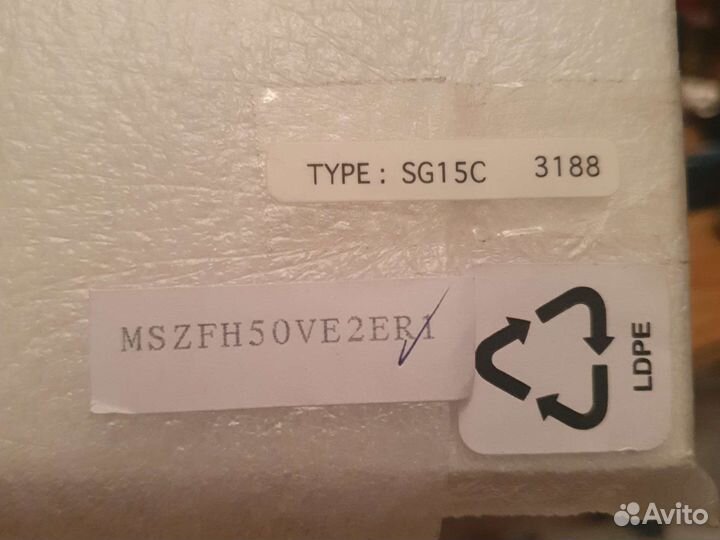 TYPE: SG15C 3188
MSZFH50VE2ER1
LDPE
Avito